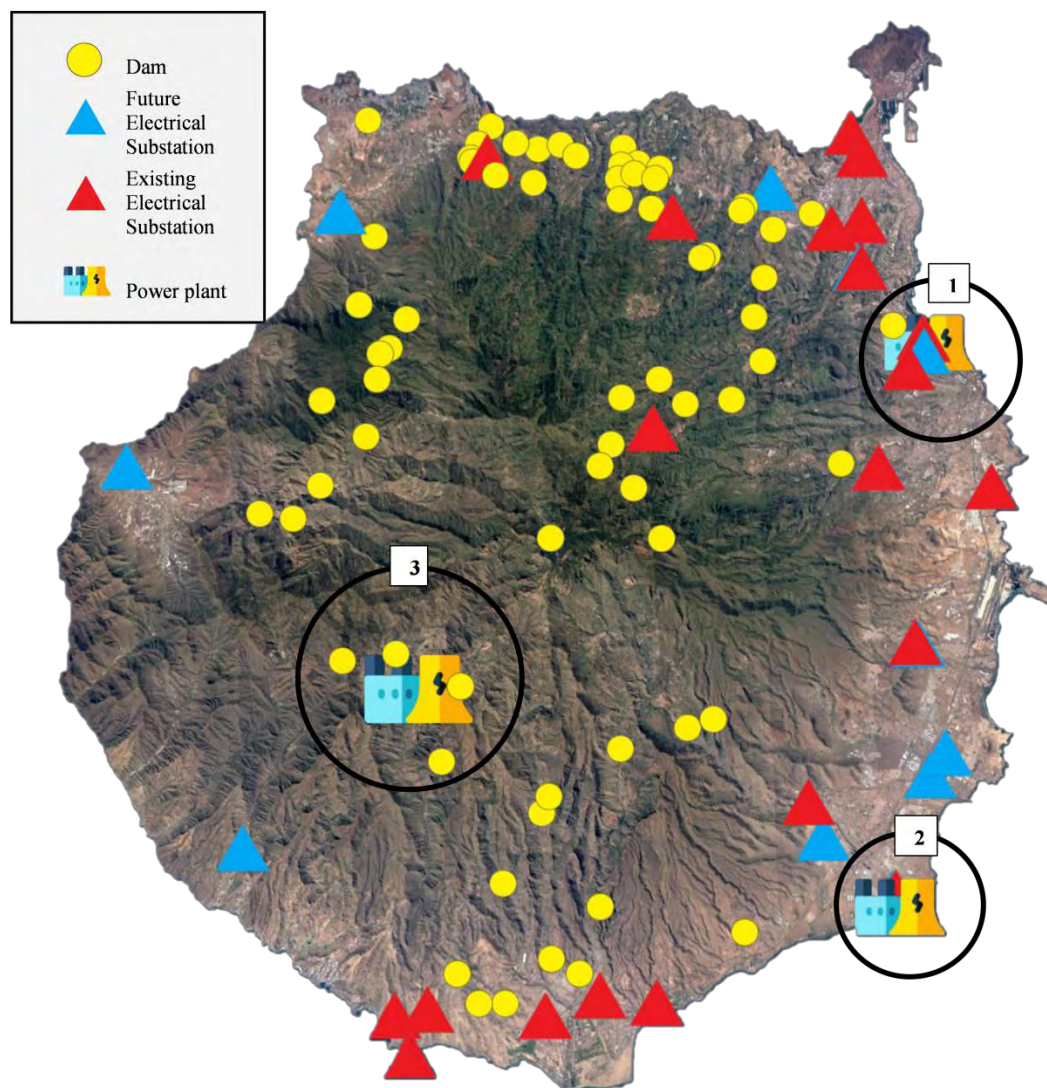 Dam
Future
Electrical
Substation
Existing
Electrical
Substation
Power plant
1
3
2